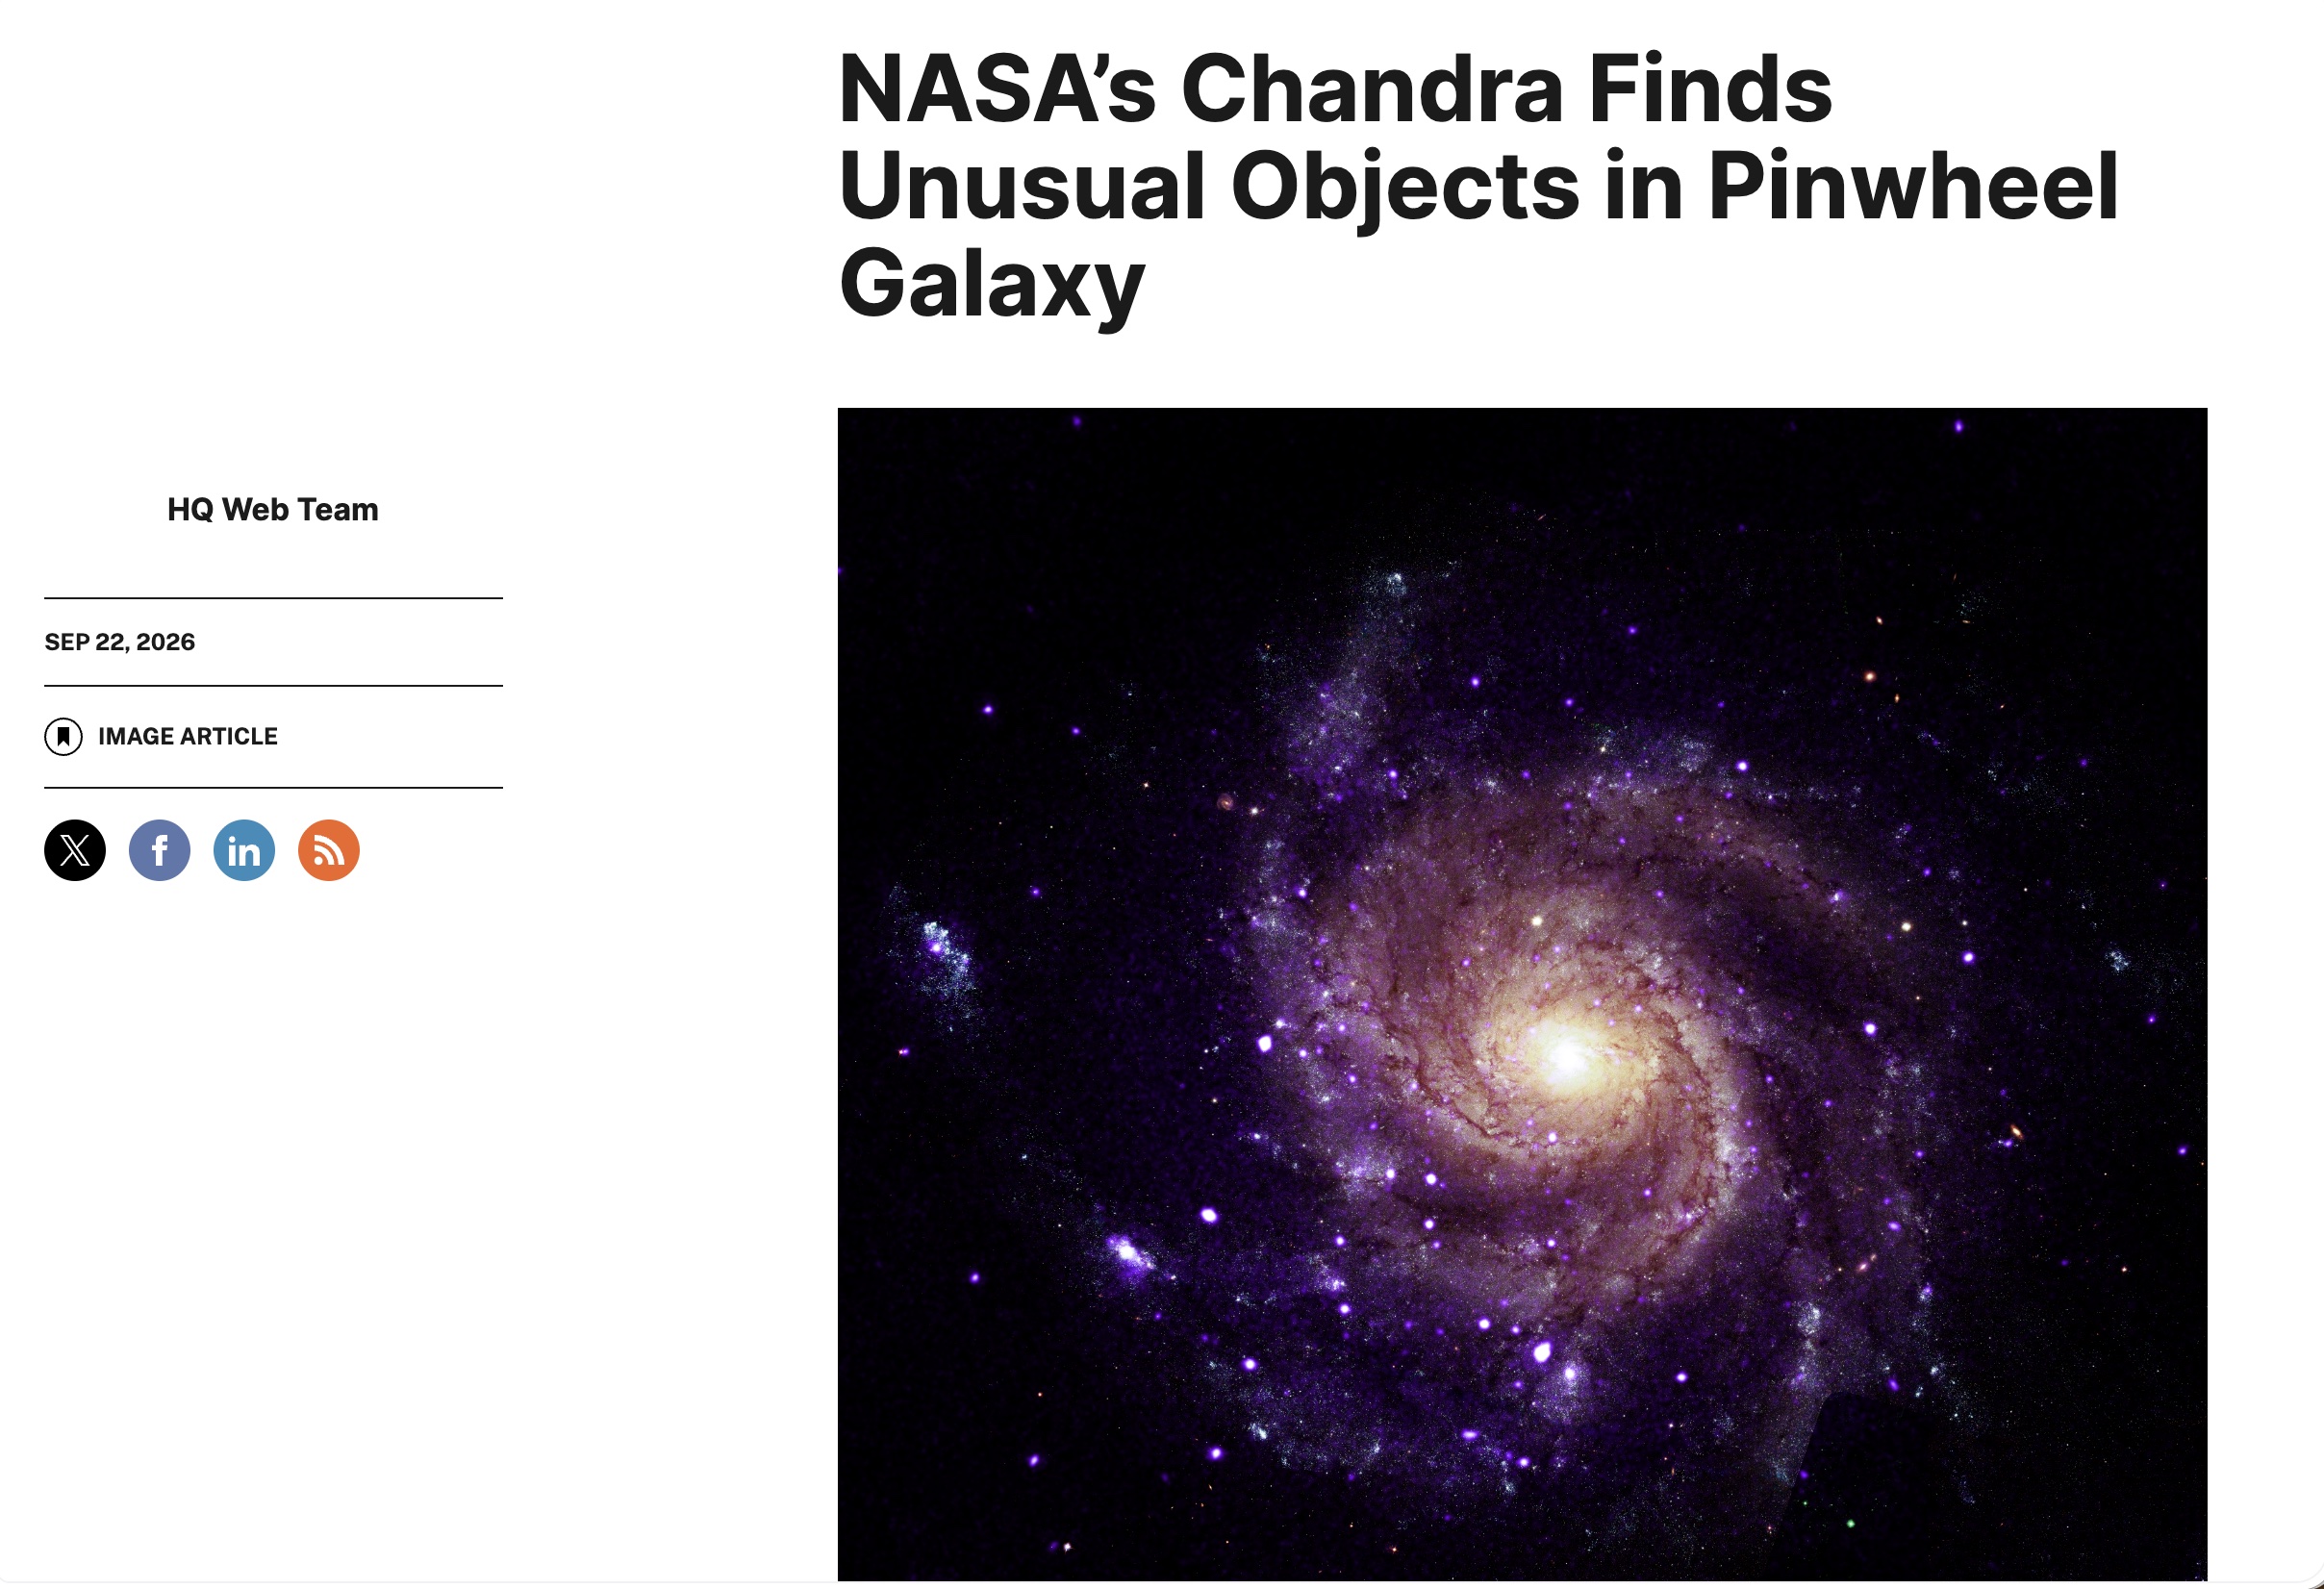 NASA’s Chandra Finds
Unusual Objects in Pinwheel
Galaxy
HQ Web Team
SEP 22, 2026
IMAGE ARTICLE